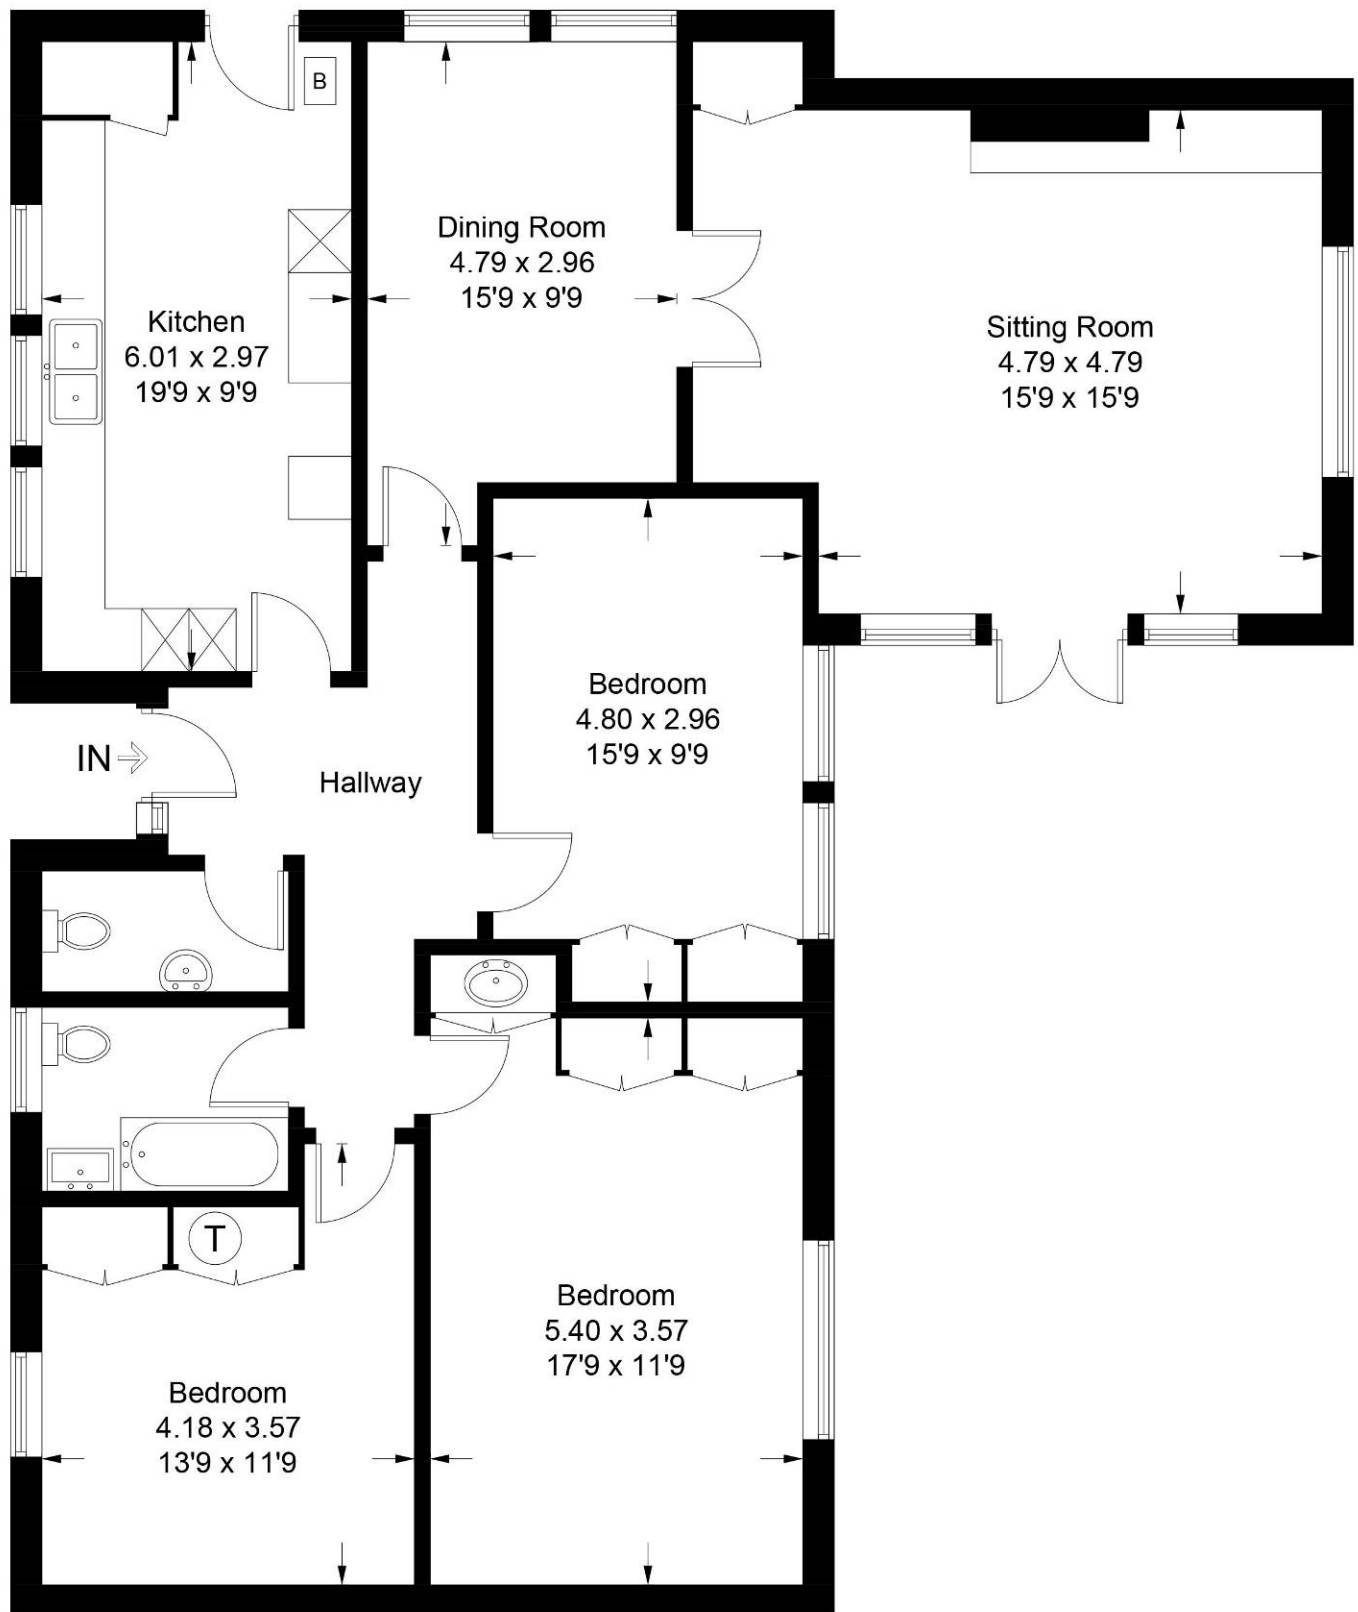 B
Dining Room
4.79 x 2.96
15'9 x 9'9
Kitchen
6.01 x 2.97
19'9 x 9'9
Sitting Room
4.79 x 4.79
15'9 x 15'9
Bedroom
4.80 x 2.96
15'9 x 9'9
IN
Hallway
T
Bedroom
5.40 x 3.57
17'9 x 11'9
Bedroom
4.18 x 3.57
13'9 x 11'9